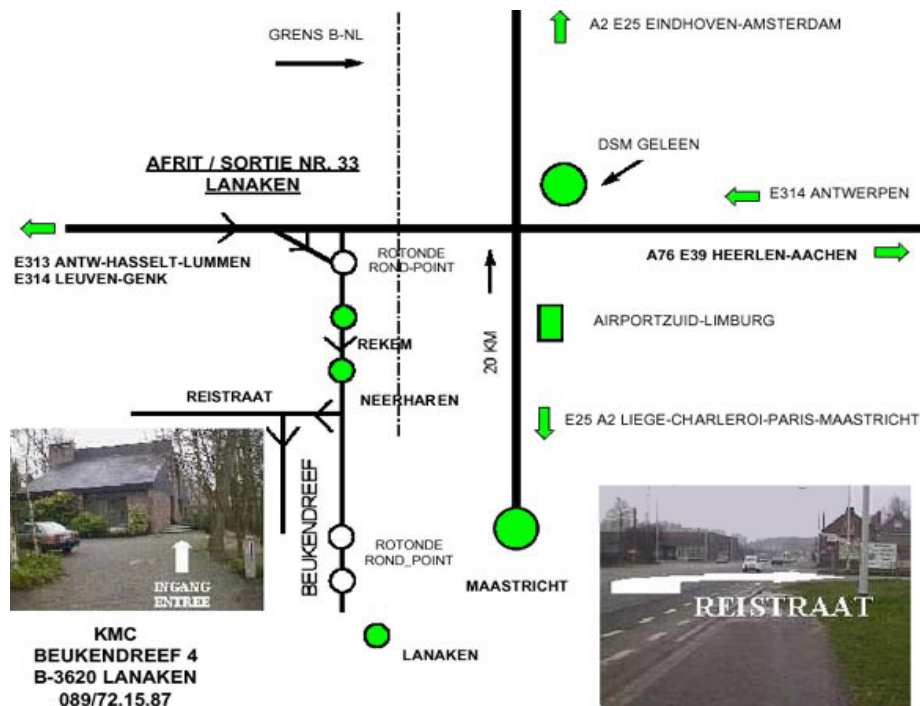 A2 E25 EINDHOVEN-AMSTERDAM
GRENS B-NL
DSM GELEEN
AFRIT / SORTIE NR. 33
LANAKEN
E314 ANTWERPEN
E313 ANTW-HASSELT-LUMMEN
E314 LEUVEN-GENK
ROTONDE
ROND-POINT
A76 E39 HEERLEN-AACHEN
20 KM
AIRPORTZUID-LIMBURG
REKEM
REISTRAAT
NEERHAREN
E25 A2 LIEGE-CHARLEROI-PARIS-MAASTRICHT
BEUKENDREEF
ROTONDE
ROND_POINT
MAASTRICHT
INGANG
ENTREE
REISTRAAT
LANAKEN
KMC
BEUKENDREEF 4
B-3620 LANAKEN
089/72.15.87